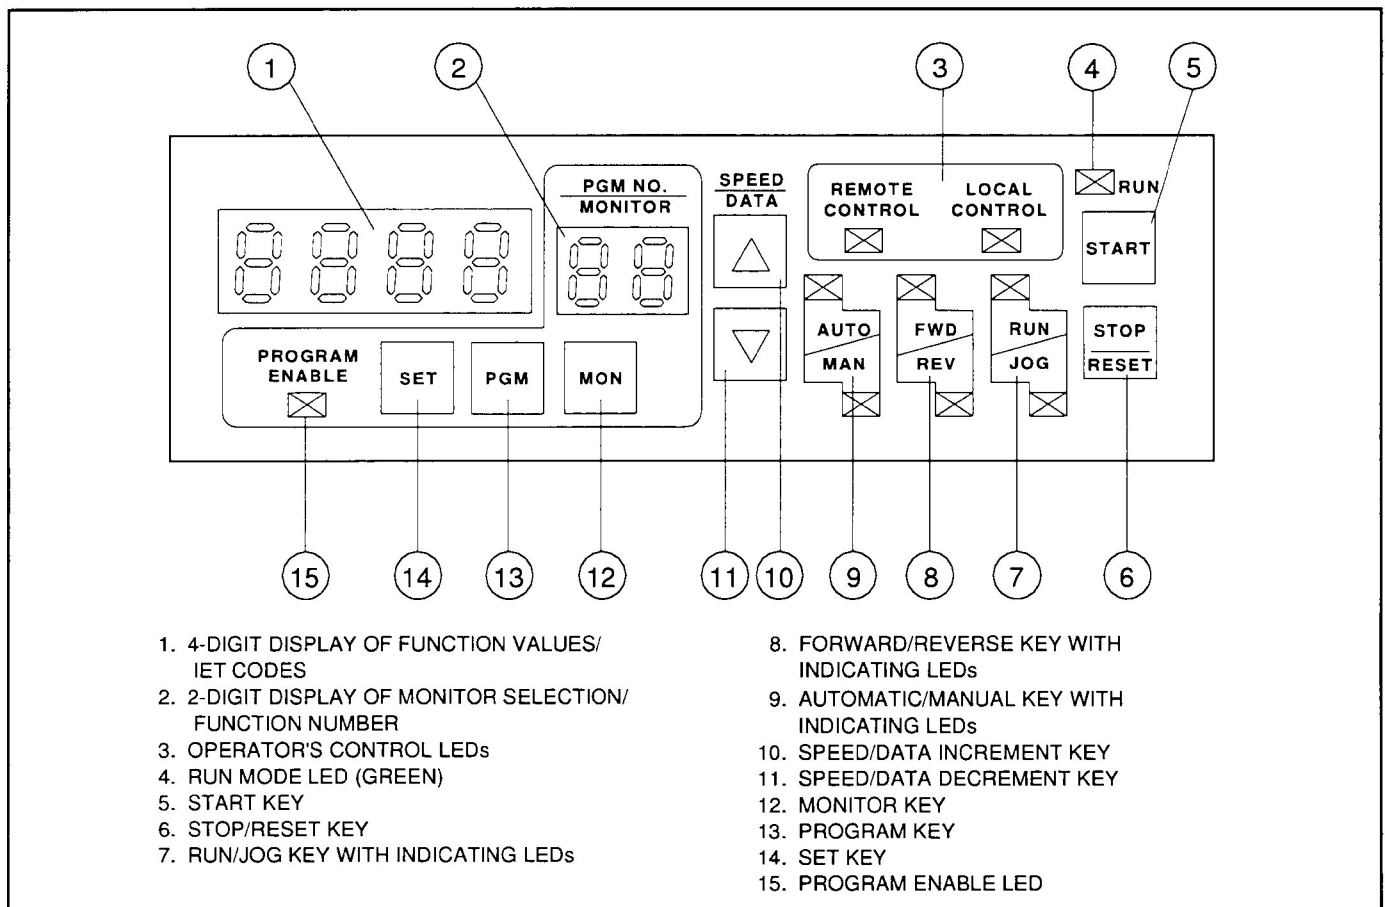 1
2
3
4
5
PGM NO.
MONITOR
SPEED
DATA
REMOTE
CONTROL
LOCAL
CONTROL
RUN
START
8888
88
AUTO
MAN
FWD
REV
RUN
JOG
STOP
RESET
PROGRAM
ENABLE
SET
PGM
MON
15
14
13
12
11
10
9
8
7
6
1. 4-DIGIT DISPLAY OF FUNCTION VALUES/
IET CODES
2. 2-DIGIT DISPLAY OF MONITOR SELECTION/
FUNCTION NUMBER
3. OPERATOR'S CONTROL LEDs
4. RUN MODE LED (GREEN)
5. START KEY
6. STOP/RESET KEY
7. RUN/JOG KEY WITH INDICATING LEDs
8. FORWARD/REVERSE KEY WITH
INDICATING LEDs
9. AUTOMATIC/MANUAL KEY WITH
INDICATING LEDs
10. SPEED/DATA INCREMENT KEY
11. SPEED/DATA DECREMENT KEY
12. MONITOR KEY
13. PROGRAM KEY
14. SET KEY
15. PROGRAM ENABLE LED